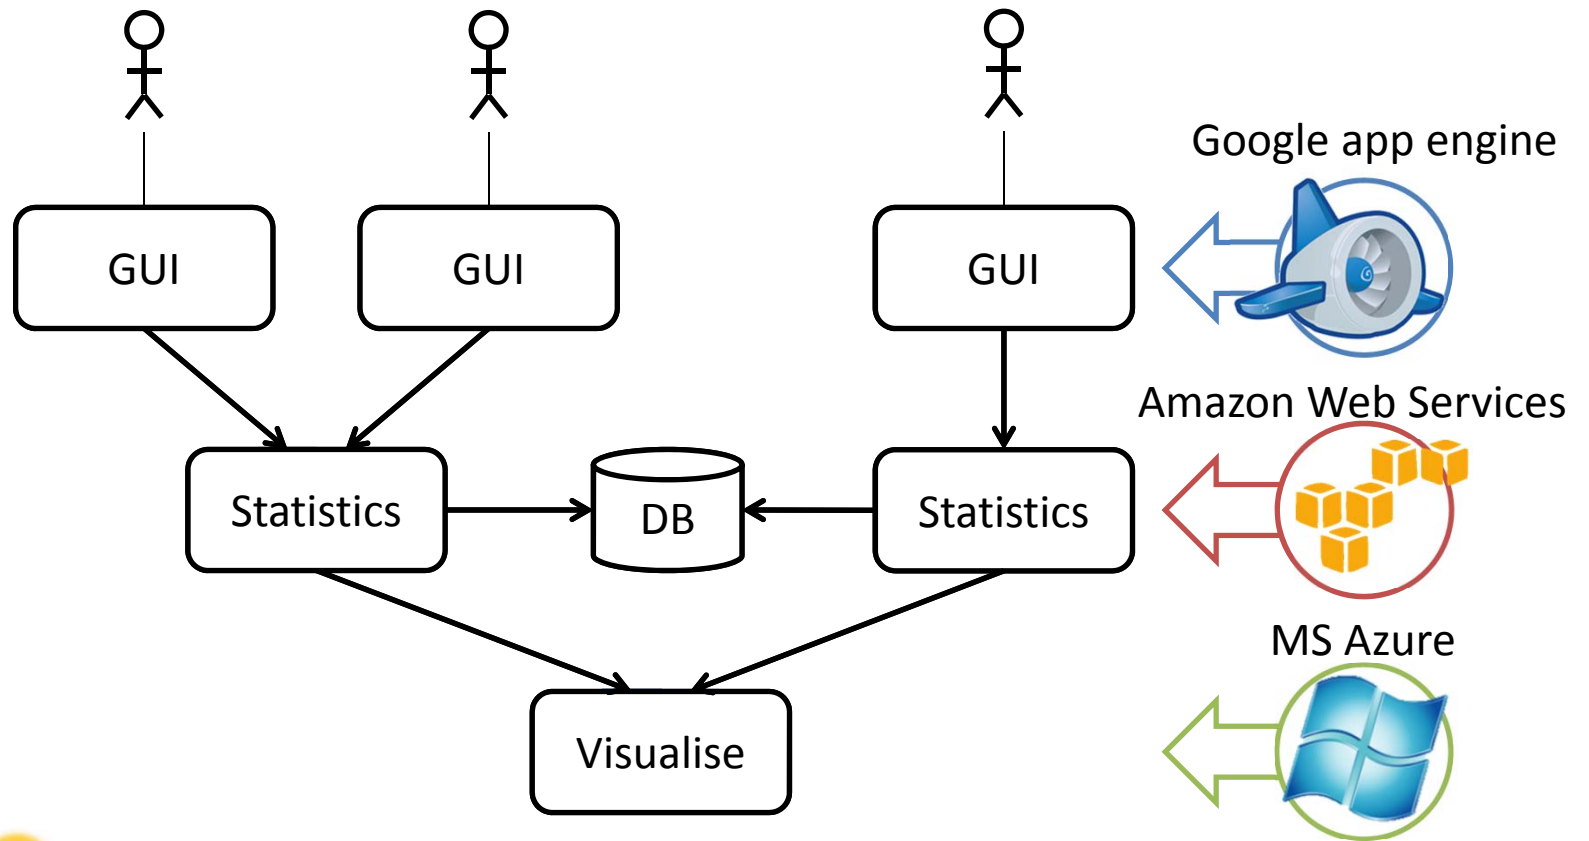 Google app engine
GUI
GUI
GUI
Amazon Web Services
Statistics
DB
Statistics
MS Azure
Visualise